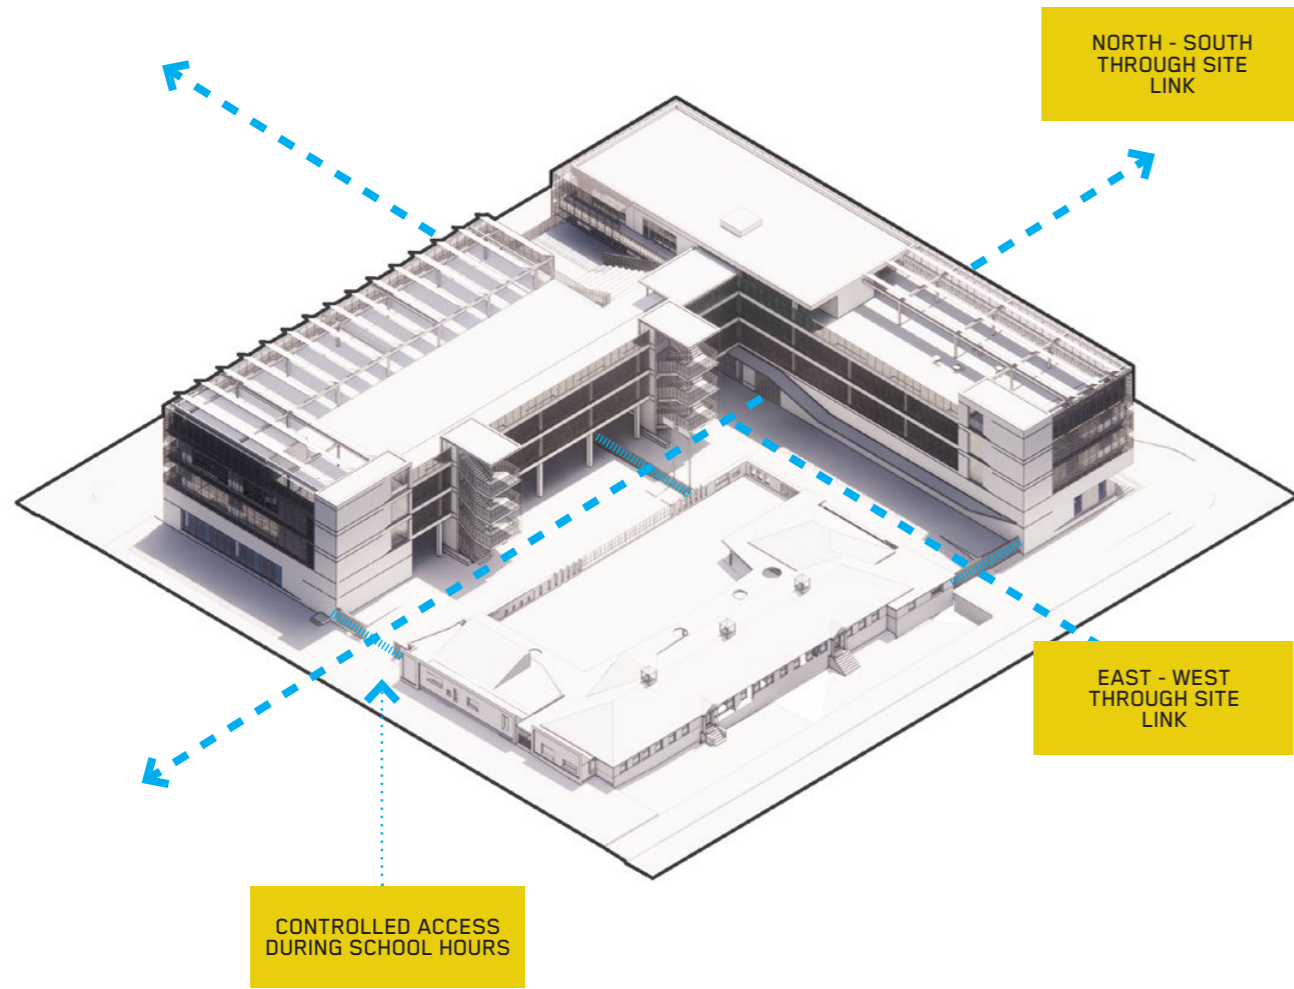 NORTH - SOUTH
THROUGH SITE
LINK
EAST - WEST
THROUGH SITE
LINK
CONTROLLED ACCESS
DURING SCHOOL HOURS